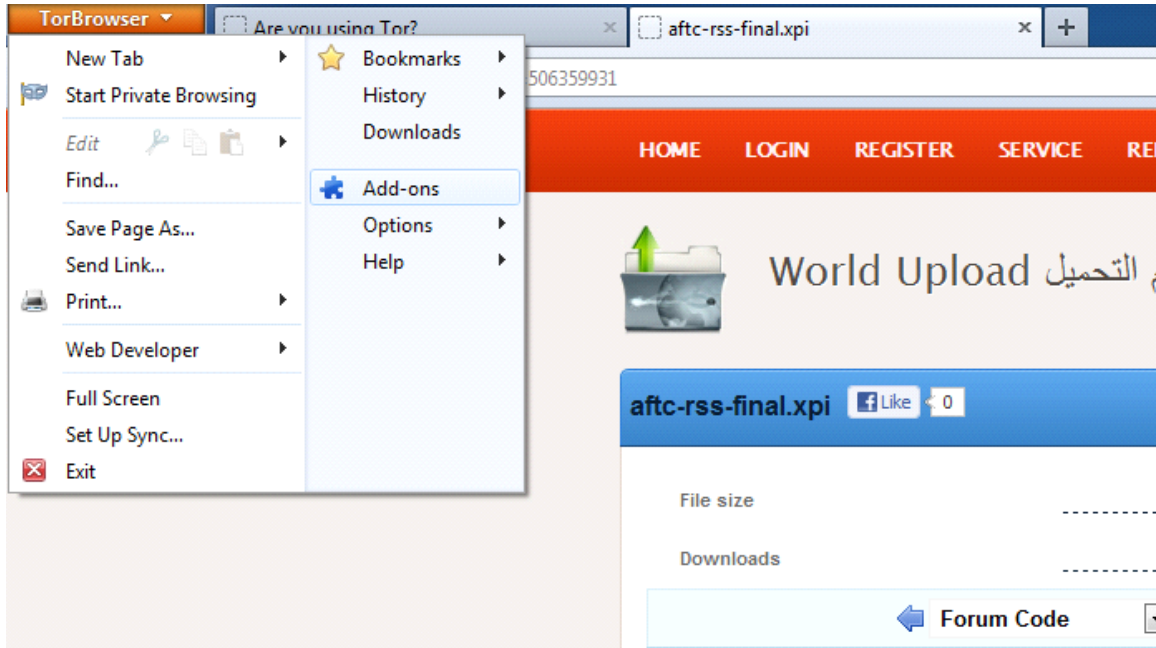 TorBrowser
Are you using Tor?
aftc-rss-final.xpi
506359931
New Tab
Start Private Browsing
Edit
Find...
Save Page As...
Send Link...
Print...
Web Developer
Full Screen
Set Up Sync...
Exit
Bookmarks
History
Downloads
Add-ons
Options
Help
HOME LOGIN REGISTER SERVICE
World Upload التحميل
aftc-rss-final.xpi Like 0
File size
Downloads
Forum Code